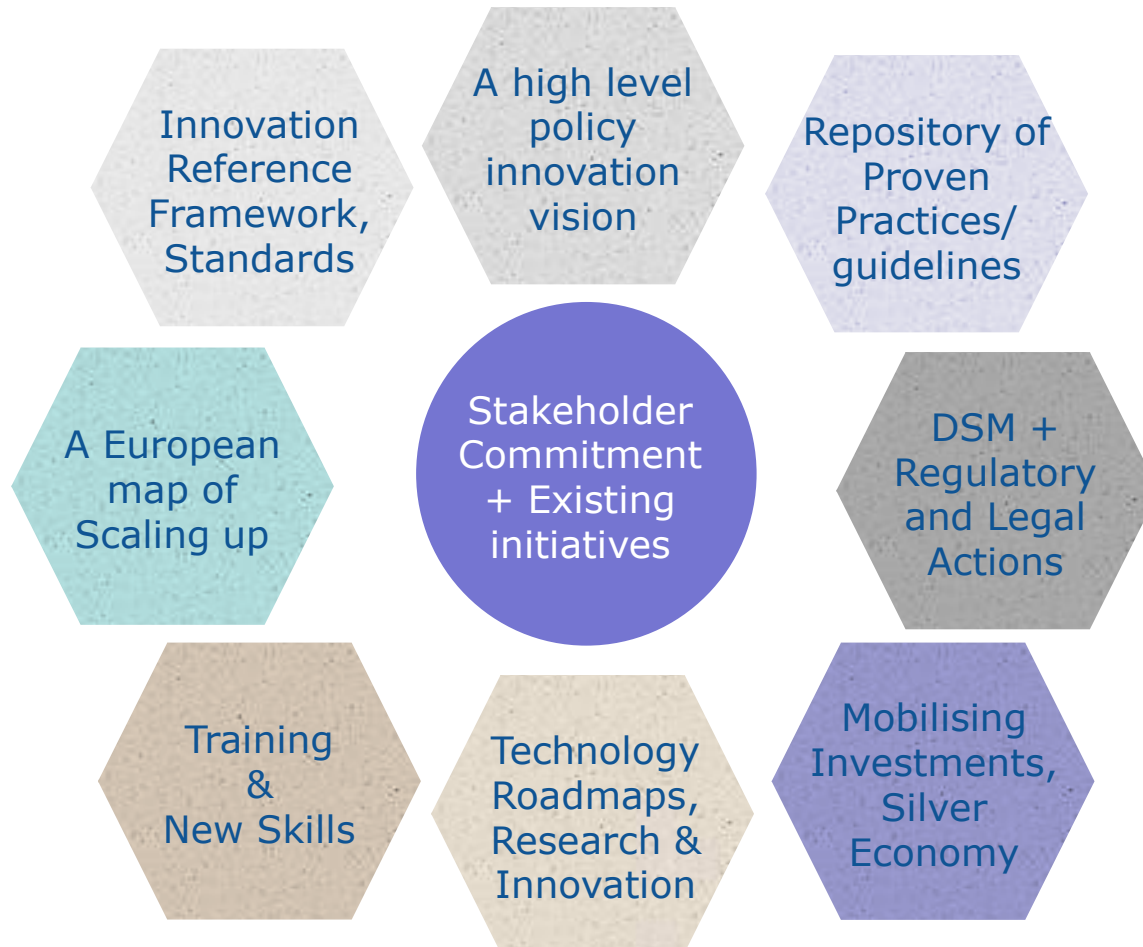 A high level
policy
innovation
vision
Innovation
Reference
Framework,
Standards
Repository of
Proven
Practices/
guidelines
A European
map of
Scaling up
Stakeholder
Commitment
+ Existing
initiatives
DSM +
Regulatory
and Legal
Actions
Training
&
New Skills
Technology
Roadmaps,
Research &
Innovation
Mobilising
Investments,
Silver
Economy